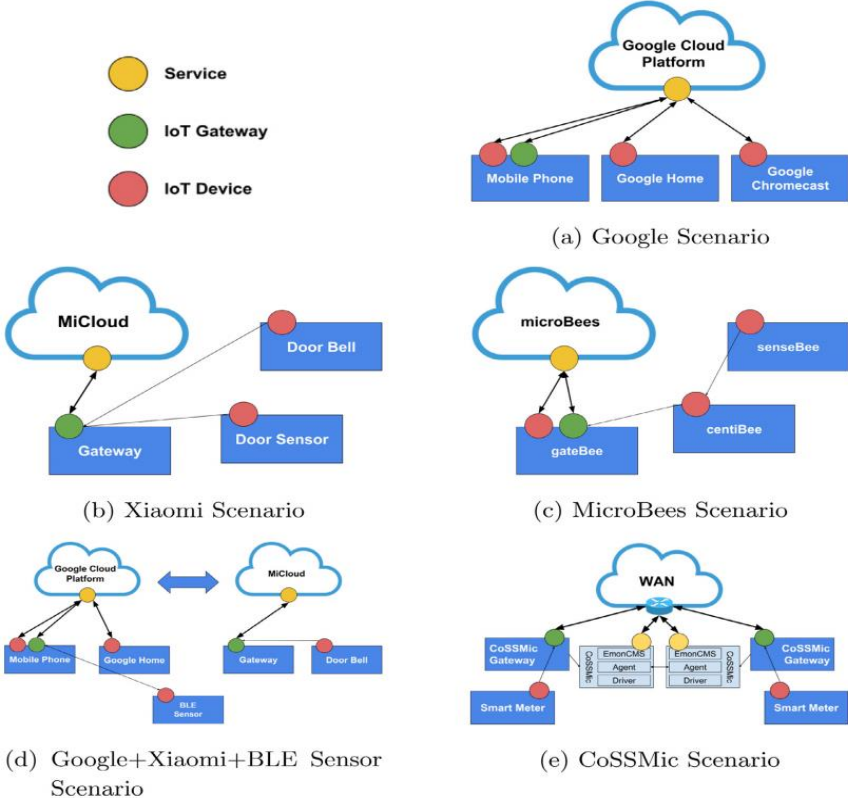 Service
IoT Gateway
IoT Device
Google Cloud
Platform
Mobile Phone
Google Home
Google
Chromecast
(a) Google Scenario
MiCloud
Door Bell
Gateway
Door Sensor
(b) Xiaomi Scenario
microBees
senseBee
centiBee
gateBee
(c) MicroBees Scenario
Google Cloud
Platform
MiCloud
Mobile Phone
Google Home
Gateway
Door Bell
BLE
Sensor
(d) Google+Xiaomi+BLE Sensor
Scenario
WAN
CoSSMic
Gateway
CoSSMic
EmonCMS
Agent
Driver
EmonCMS
Agent
Driver
CoSSMic
CoSSMic
Gateway
Smart Meter
Smart Meter
(e) CoSSMic Scenario